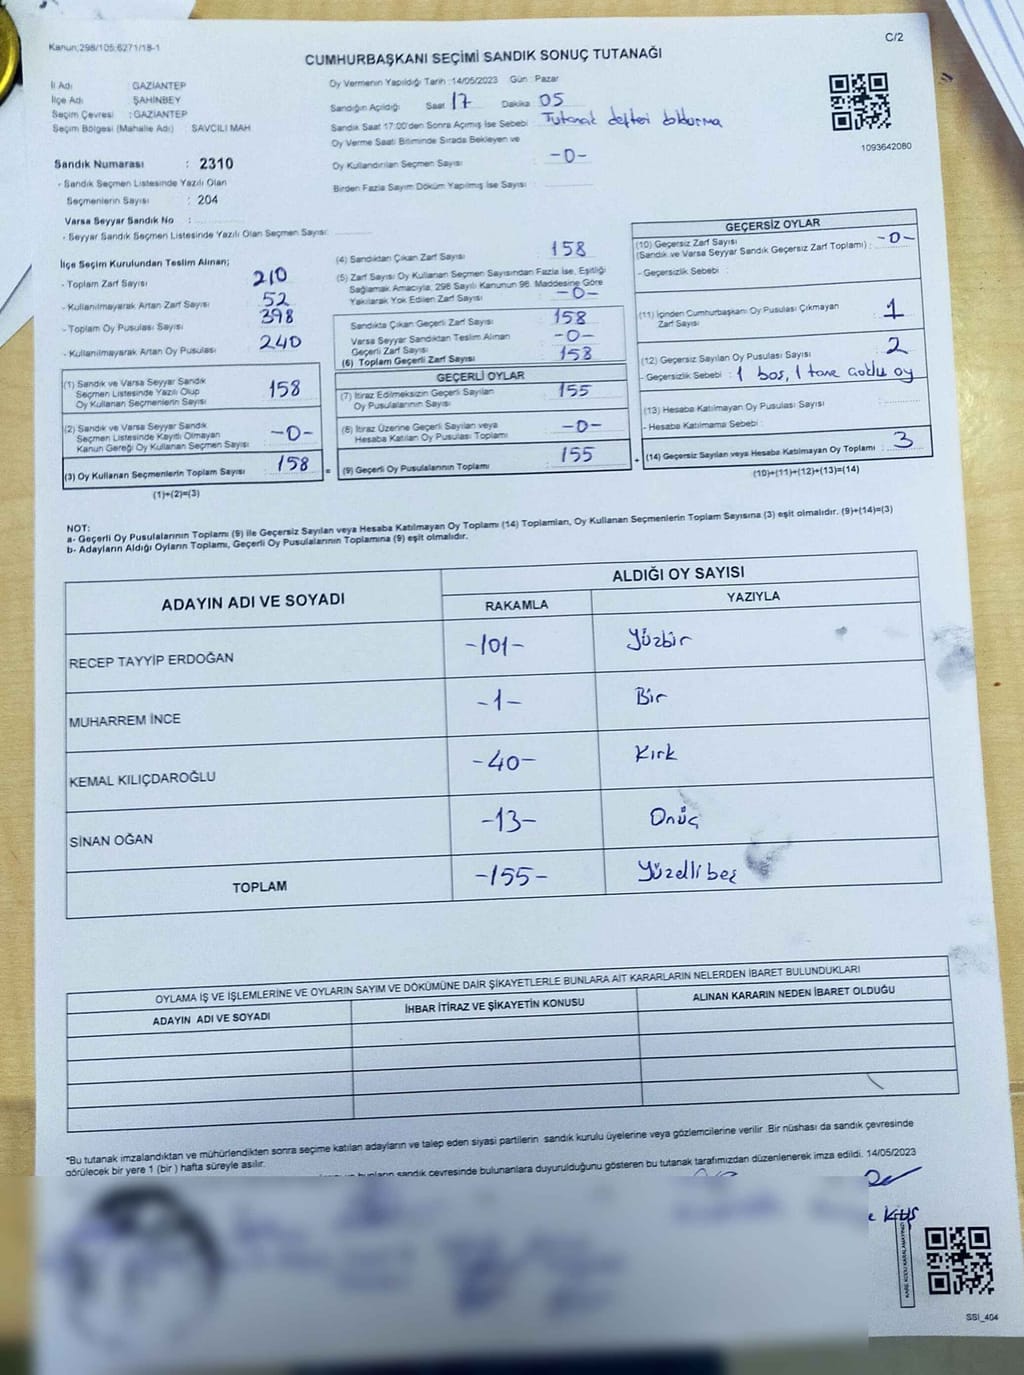 Kanun;298/105;6271/18-1
C/2
CUMHURBAŞKANI SEÇİMİ SANDIK SONUÇ TUTANAĞI
İl Adı : GAZİANTEP
İlçe Adı : ŞAHİNBEY
Seçim Çevresi : GAZİANTEP
Seçim Bölgesi (Mahalle Adı) : SAVCILI MAH
Sandık Numarası : 2310
- Sandık Seçmen Listesinde Yazılı Olan
Seçmenlerin Sayısı : 204
Varsa Seyyar Sandık No :
- Seyyar Sandık Seçmen Listesinde Yazılı Olan Seçmen Sayısı:
Oy Vermenin Yapıldığı Tarih :14/05/2023 Gün : Pazar
Sandığın Açıldığı Saat 17 Dakika 05
Sandık Saat 17:00'den Sonra Açmış İse Sebebi Tutanak defteri doldurma
Oy Verme Saati Bitiminde Sırada Bekleyen ve
Oy Kullandırılan Seçmen Sayısı -0-
Birden Fazla Sayım Döküm Yapılmış İse Sayısı
1093642080
İlçe Seçim Kurulundan Teslim Alınan;
- Toplam Zarf Sayısı 210
- Kullanılmayarak Artan Zarf Sayısı 52
- Toplam Oy Pusulası Sayısı 398
- Kullanılmayarak Artan Oy Pusulası 240
(1) Sandık ve Varsa Seyyar Sandık
Seçmen Listesinde Yazılı Olup
Oy Kullanan Seçmenlerin Sayısı 158
(2) Sandık ve Varsa Seyyar Sandık
Seçmen Listesinde Kayıtlı Olmayan
Kanun Gereği Oy Kullanan Seçmen Sayısı -0-
(3) Oy Kullanan Seçmenlerin Toplam Sayısı 158
(1)+(2)=(3)
(4) Sandıktan Çıkan Zarf Sayısı 158
(5) Zarf Sayısı Oy Kullanan Seçmen Sayısından Fazla İse, Eşitliği
Sağlamak Amacıyla, 298 Sayılı Kanunun 98. Maddesine Göre
Yakılarak Yok Edilen Zarf Sayısı -0-
Sandıkta Çıkan Geçerli Zarf Sayısı 158
Varsa Seyyar Sandıktan Teslim Alınan
Geçerli Zarf Sayısı -0-
(6) Toplam Geçerli Zarf Sayısı 158
GEÇERLİ OYLAR
(7) İtiraz Edilmeksizin Geçerli Sayılan
Oy Pusulalarının Sayısı 155
(8) İtiraz Üzerine Geçerli Sayılan veya
Hesaba Katılan Oy Pusulası Toplamı -0-
= (9) Geçerli Oy Pusulalarının Toplamı 155
GEÇERSİZ OYLAR
(10) Geçersiz Zarf Sayısı
(Sandık ve Varsa Seyyar Sandık Geçersiz Zarf Toplamı) : -0-
- Geçersizlik Sebebi :
(11) İçinden Cumhurbaşkanı Oy Pusulası Çıkmayan
Zarf Sayısı 1
(12) Geçersiz Sayılan Oy Pusulası Sayısı 2
- Geçersizlik Sebebi : 1 boş, 1 tane çoklu oy
(13) Hesaba Katılmayan Oy Pusulası Sayısı
- Hesaba Katılmama Sebebi :
+ (14) Geçersiz Sayılan veya Hesaba Katılmayan Oy Toplamı : 3
(10)+(11)+(12)+(13)=(14)
NOT:
a- Geçerli Oy Pusulalarının Toplamı (9) ile Geçersiz Sayılan veya Hesaba Katılmayan Oy Toplamı (14) Toplamları, Oy Kullanan Seçmenlerin Toplam Sayısına (3) eşit olmalıdır. (9)+(14)=(3)
b- Adayların Aldığı Oyların Toplamı, Geçerli Oy Pusulalarının Toplamına (9) eşit olmalıdır.
ADAYIN ADI VE SOYADI
ALDIĞI OY SAYISI
RAKAMLA YAZIYLA
RECEP TAYYİP ERDOĞAN -101- Yüzbir
MUHARREM İNCE -1- Bir
KEMAL KILIÇDAROĞLU -40- Kırk
SİNAN OĞAN -13- Onüç
TOPLAM -155- Yüzellibeş
OYLAMA İŞ VE İŞLEMLERİNE VE OYLARIN SAYIM VE DÖKÜMÜNE DAİR ŞİKAYETLERLE BUNLARA AİT KARARLARIN NELERDEN İBARET BULUNDUKLARI
ADAYIN ADI VE SOYADI İHBAR İTİRAZ VE ŞİKAYETİN KONUSU ALINAN KARARIN NEDEN İBARET OLDUĞU
*Bu tutanak imzalandıktan ve mühürlendikten sonra seçime katılan adayların ve talep eden siyasi partilerin sandık kurulu üyelerine veya gözlemcilerine verilir .Bir nüshası da sandık çevresinde
görülecek bir yere 1 (bir ) hafta süreyle asılır.
bunların sandık çevresinde bulunanlara duyurulduğunu gösteren bu tutanak tarafımızdan düzenlenerek imza edildi. 14/05/2023
KARE KODU KARALAMAYINIZ
SSİ_404